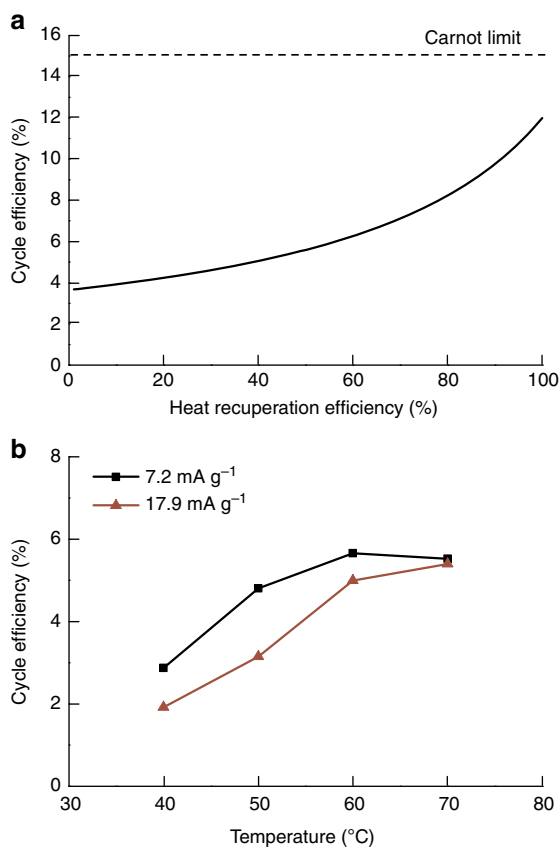 a
Carnot limit
16
14
12
10
8
6
4
2
0
Cycle efficiency (%)
0 20 40 60 80 100
Heat recuperation efficiency (%)
b
7.2 mA g⁻¹
17.9 mA g⁻¹
8
6
4
2
0
Cycle efficiency (%)
30 40 50 60 70 80
Temperature (°C)